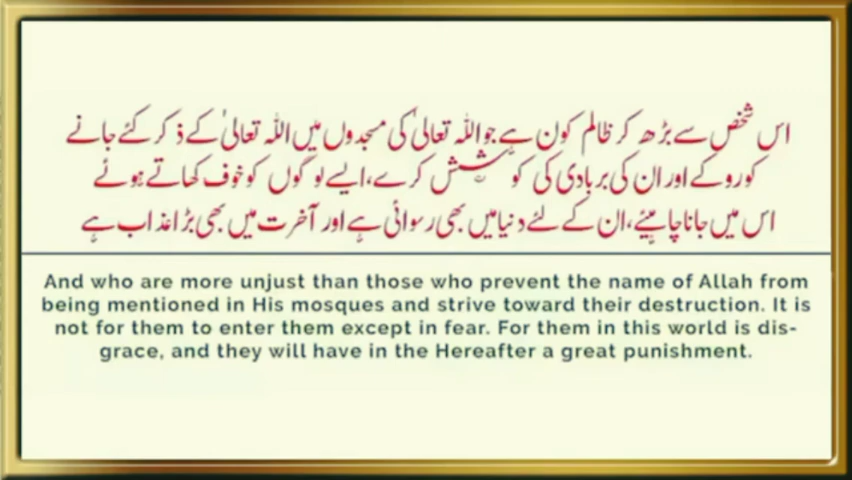 اس شخص سے بڑھ کر ظالم کون ہے جو اللہ تعالیٰ کی مسجدوں میں اللہ تعالیٰ کے ذکر کئے جانے
کو روکے اور ان کی بربادی کی کوشش کرے، ایسے لوگوں کو خوف کھاتے ہوئے
اس میں جانا چاہیئے، ان کے لئے دنیا میں بھی رسوائی ہے اور آخرت میں بھی بڑا عذاب ہے
And who are more unjust than those who prevent the name of Allah from
being mentioned in His mosques and strive toward their destruction. It is
not for them to enter them except in fear. For them in this world is dis-
grace, and they will have in the Hereafter a great punishment.